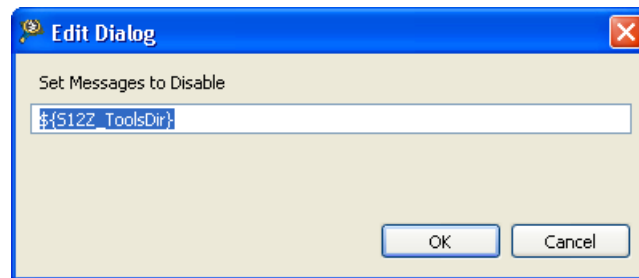 Edit Dialog
Set Messages to Disable
${S12Z_ToolsDir}
OK
Cancel